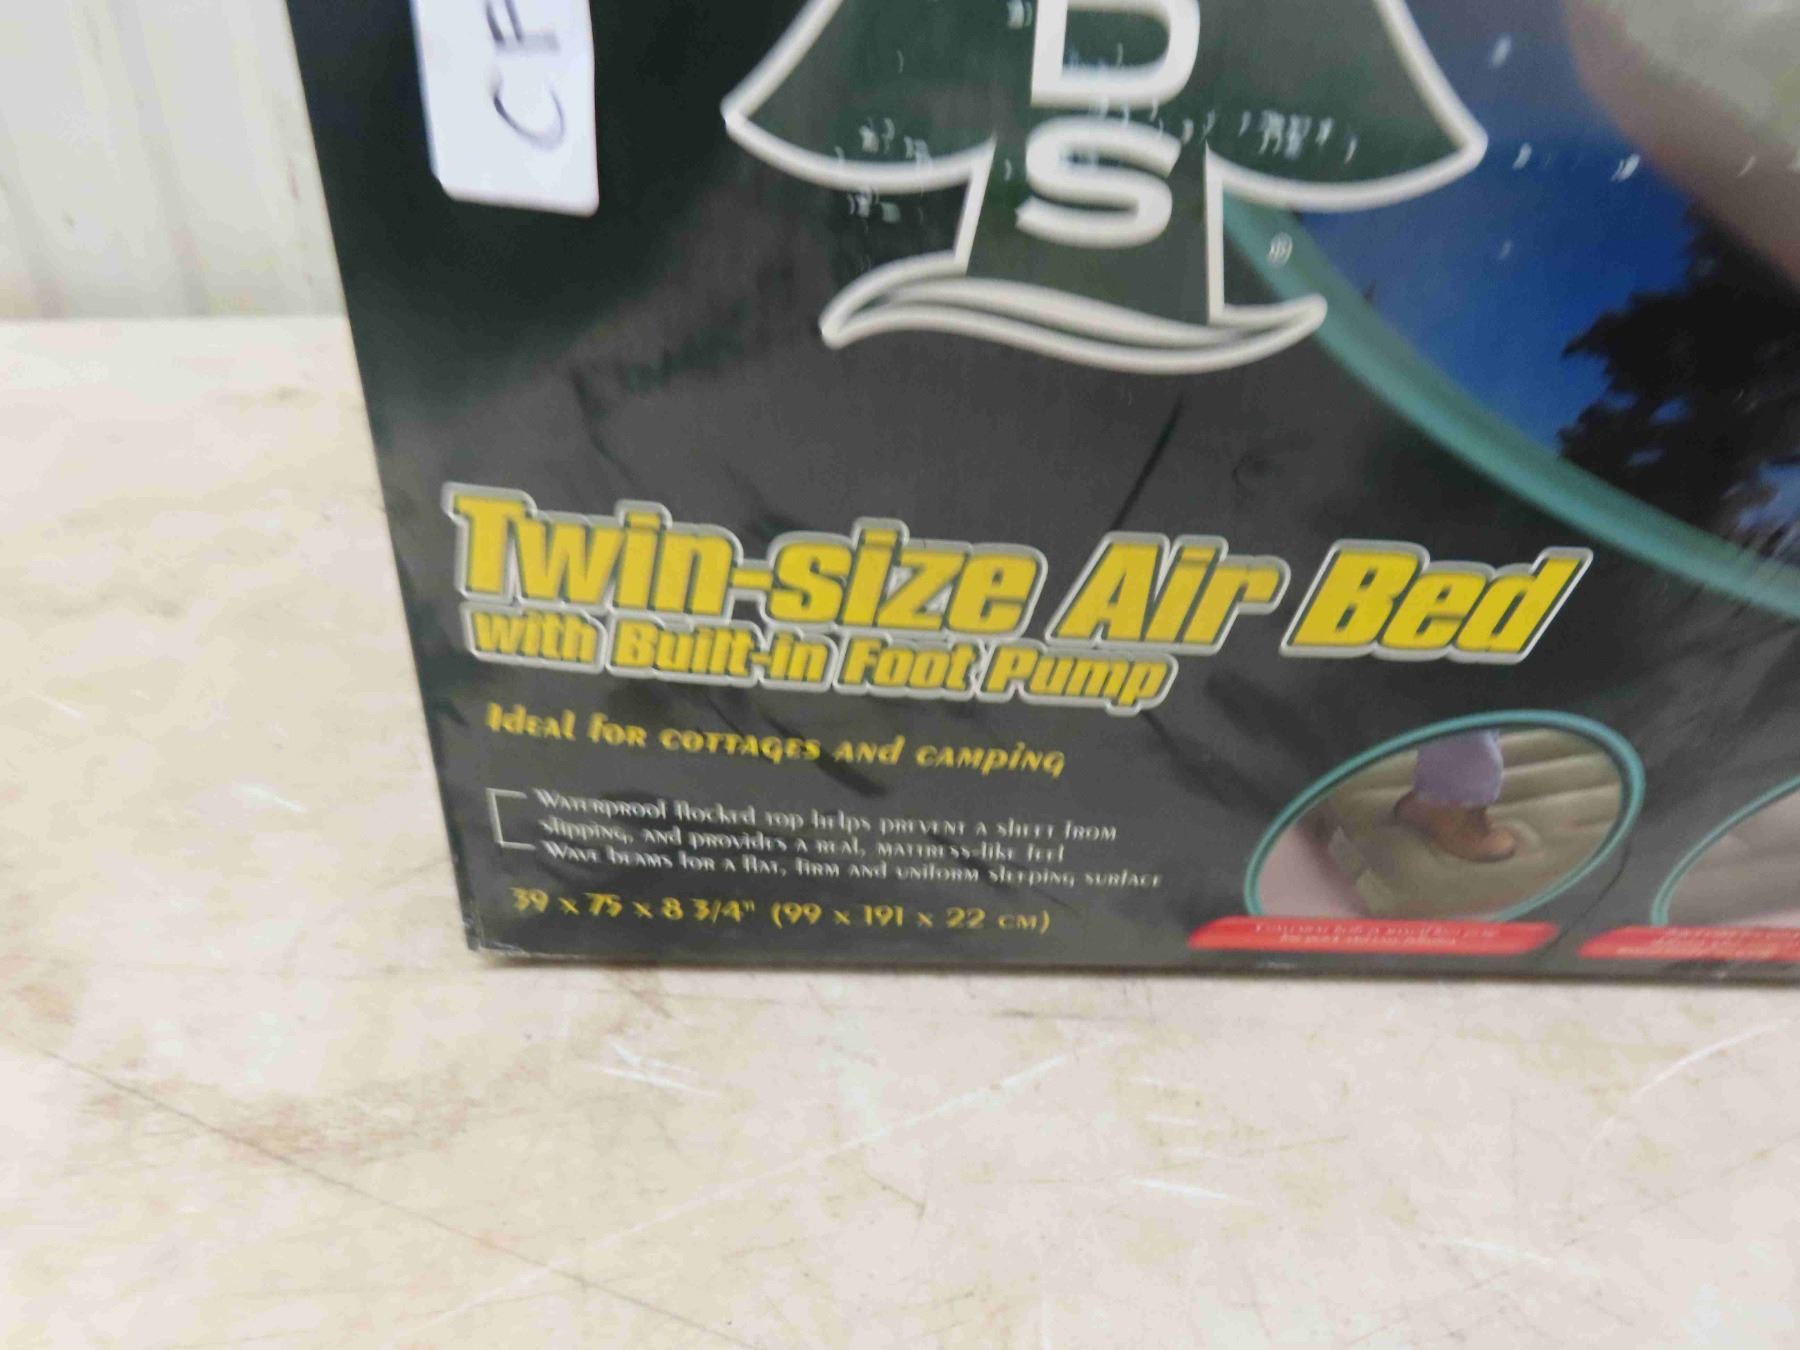 CF
D
S
®
Twin-size Air Bed
with Built-in Foot Pump
Ideal for cottages and camping
Waterproof flocked top helps prevent a sheet from
slipping, and provides a real, mattress-like feel
Wave beams for a flat, firm and uniform sleeping surface
39 x 75 x 8 3/4" (99 x 191 x 22 cm)